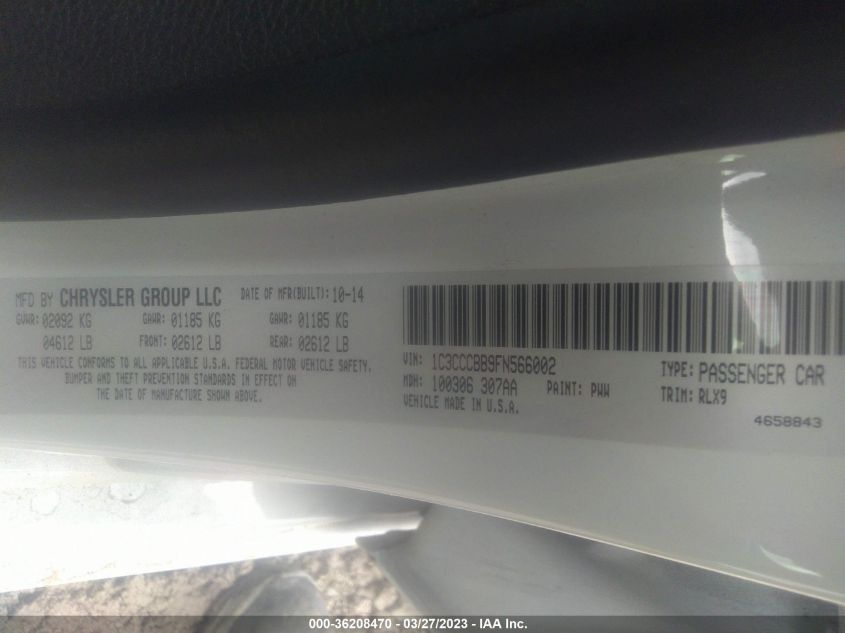 MFD BY CHRYSLER GROUP LLC DATE OF MFR(BUILT): 10-14
GVWR: 02092 KG GAWR: 01185 KG GAWR: 01185 KG
04612 LB FRONT: 02612 LB REAR: 02612 LB
THIS VEHICLE CONFORMS TO ALL APPLICABLE U.S.A. FEDERAL MOTOR VEHICLE SAFETY,
BUMPER AND THEFT PREVENTION STANDARDS IN EFFECT ON
THE DATE OF MANUFACTURE SHOWN ABOVE.
VIN: 1C3CCCBB9FN566002 TYPE: PASSENGER CAR
MDH: 100306 307AA PAINT: PWW TRIM: RLX9
VEHICLE MADE IN U.S.A.
4658843
000-36208470 - 03/27/2023 - IAA Inc.